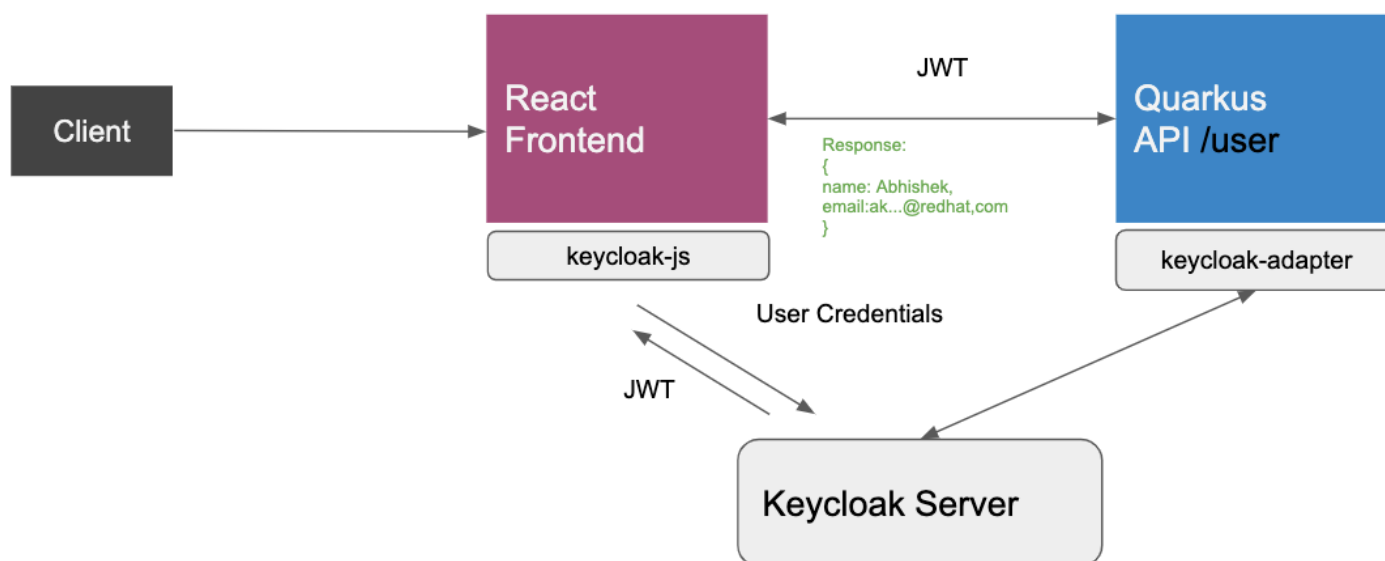 Client
React
Frontend
keycloak-js
JWT
Response:
{
name: Abhishek,
email:ak...@redhat,com
}
Quarkus
API /user
keycloak-adapter
User Credentials
JWT
Keycloak Server